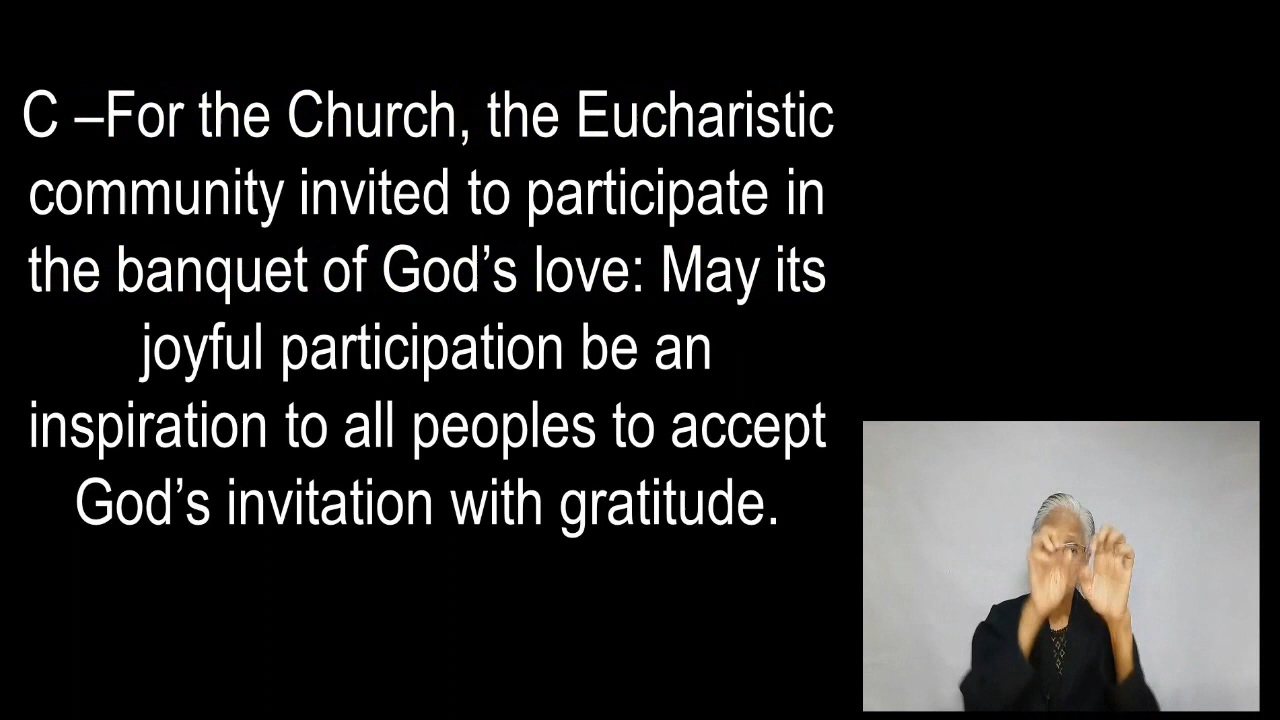 C –For the Church, the Eucharistic
community invited to participate in
the banquet of God’s love: May its
joyful participation be an
inspiration to all peoples to accept
God’s invitation with gratitude.